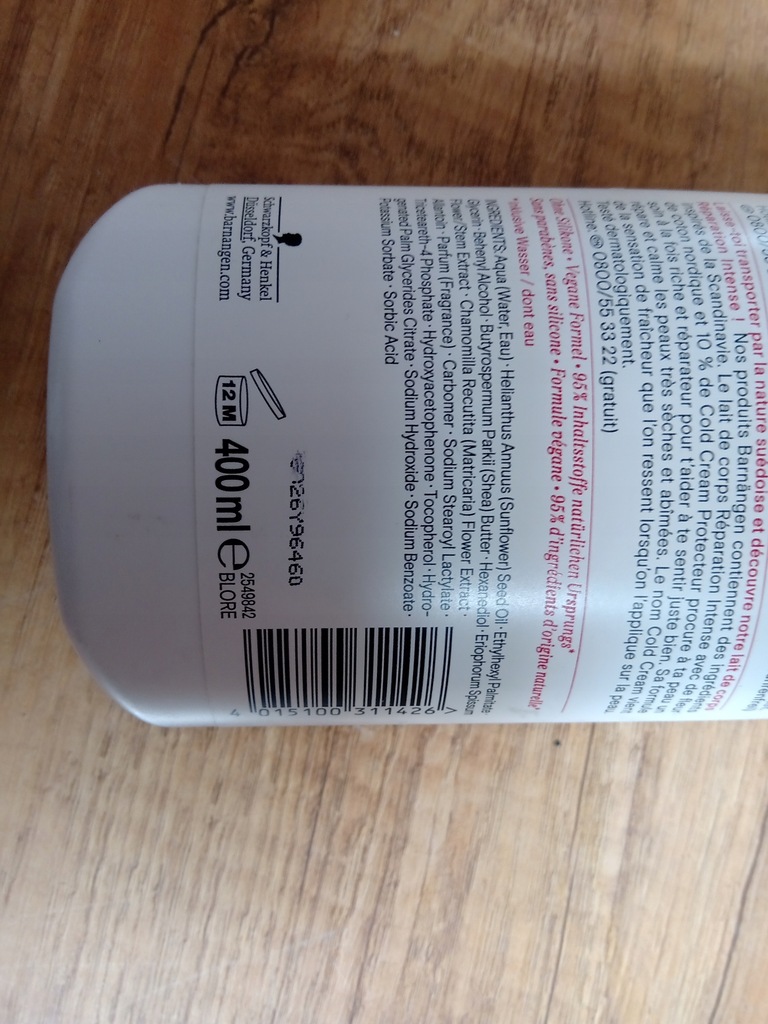 Laisse-toi transporter par la nature suédoise et découvre notre lait de corps
Réparation Intense ! Nos produits Barnängen contiennent des ingrédients
inspirés de la Scandinavie. Le lait de corps Réparation Intense avec de
de coton nordique et 10 % de Cold Cream Protecteur procure à ta peau un
soin à la fois riche et réparateur pour t'aider à te sentir juste bien. Sa formule
répare et calme les peaux très sèches et abîmées. Le nom Cold Cream vient
de la sensation de fraîcheur que l'on ressent lorsqu'on l'applique sur la peau.
Testé dermatologiquement.
Hotline: 0800/55 33 22 (gratuit)
Ohne Silikone • Vegane Formel • 95% Inhaltsstoffe natürlichen Ursprungs*
Sans parabènes, sans silicone • Formule végane • 95% d'ingrédients d'origine naturelle*
*inklusive Wasser / dont eau
INGREDIENTS: Aqua (Water, Eau) · Helianthus Annuus (Sunflower) Seed Oil · Ethylhexyl Palmitate ·
Glycerin · Behenyl Alcohol · Butyrospermum Parkii (Shea) Butter · Hexanediol · Eriophorum Spissum
Flower/Stem Extract · Chamomilla Recutita (Matricaria) Flower Extract ·
Allantoin · Parfum (Fragrance) · Carbomer · Sodium Stearoyl Lactylate ·
Triceteareth-4 Phosphate · Hydroxyacetophenone · Tocopherol · Hydro-
genated Palm Glycerides Citrate · Sodium Hydroxide · Sodium Benzoate ·
Potassium Sorbate · Sorbic Acid
Schwarzkopf & Henkel
Düsseldorf, Germany
www.barnangen.com
12 M
400 ml e
2549842
BLORE
4 015100 311426 >